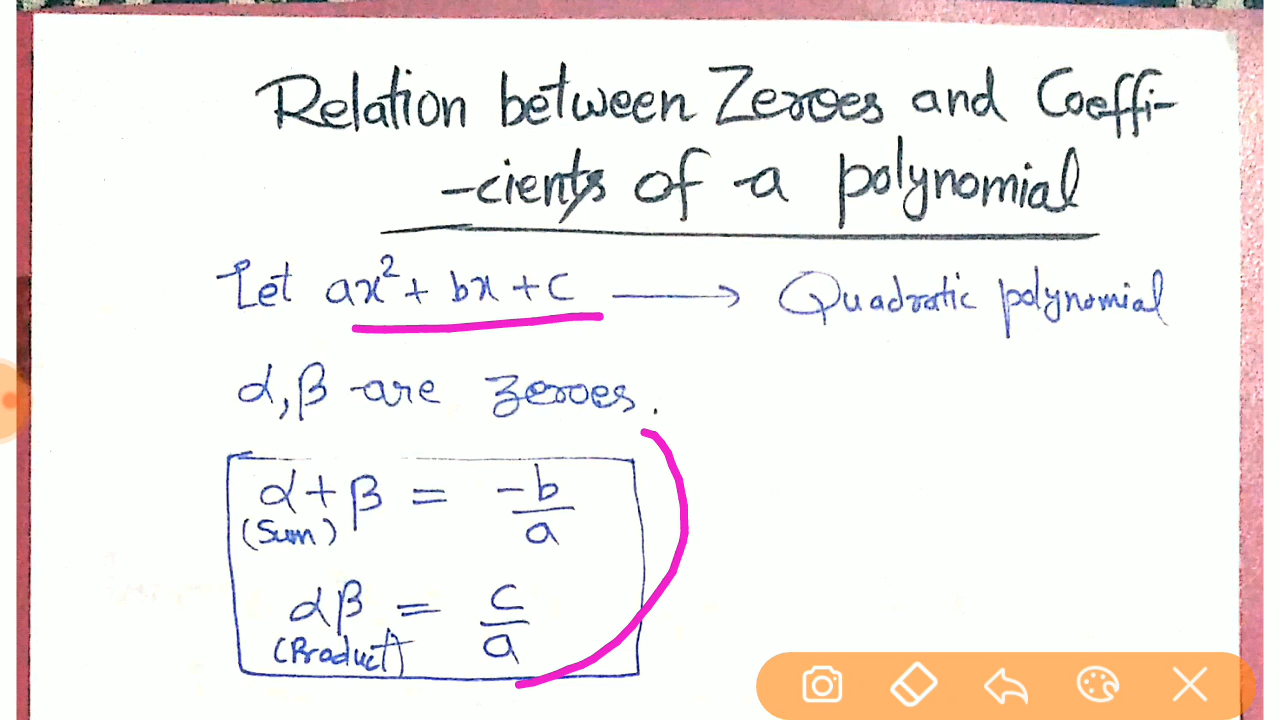 Relation between Zeroes and Coeffi-
-cients of a polynomial
Let ax² + bx + c ⟶ Quadratic polynomial
α, β are zeroes.
α + β = -b/a
(Sum)
αβ = c/a
(Product)